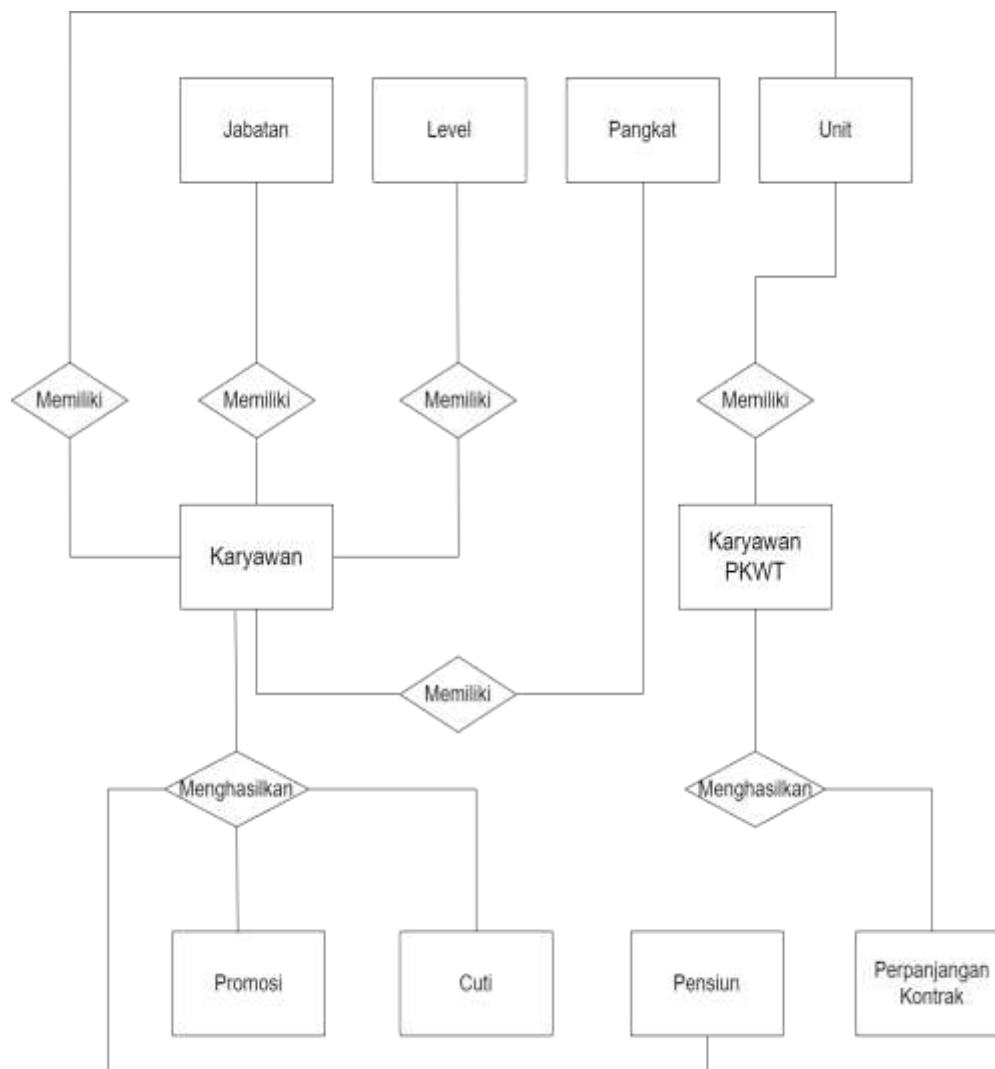 Jabatan
Level
Pangkat
Unit
Memiliki
Memiliki
Memiliki
Memiliki
Karyawan
Karyawan
PKWT
Memiliki
Menghasilkan
Menghasilkan
Promosi
Cuti
Pensiun
Perpanjangan
Kontrak